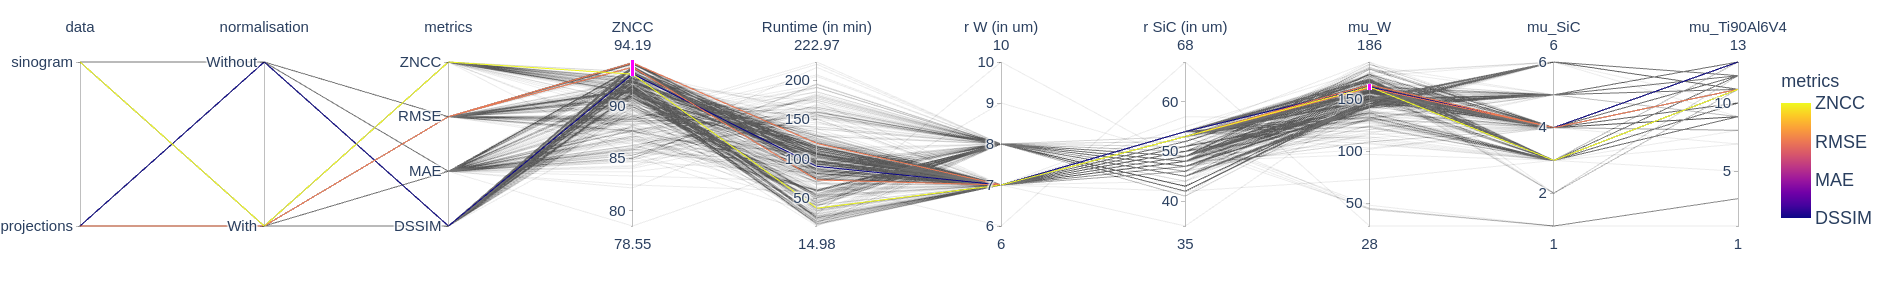 data normalisation metrics ZNCC Runtime (in min) r W (in um) r SiC (in um) mu_W mu_SiC mu_Ti90Al6V4
94.19 222.97 10 68 186 6 13
sinogram Without ZNCC 10 6
metrics
200
9 60 150 10 ZNCC
90
RMSE 150 4 RMSE
8
85 100 50 100
MAE 5 MAE
7
50 40 50 2
80
projections With DSSIM 6 DSSIM
78.55 14.98 6 35 28 1 1